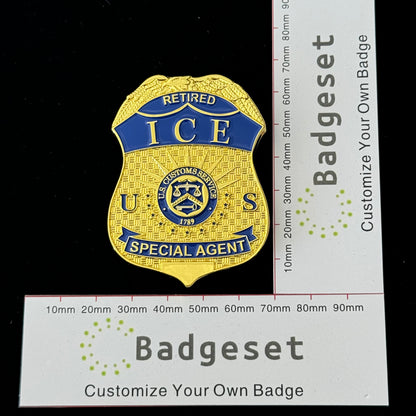 RETIRED
ICE
U.S. CUSTOMS SERVICE
1789
U S
SPECIAL AGENT
10mm 20mm 30mm 40mm 50mm 60mm 70mm 80mm 90mm
Badgeset
Customize Your Own Badge
10mm 20mm 30mm 40mm 50mm 60mm 70mm 80mm 90mm
Badgeset
Customize Your Own Badge